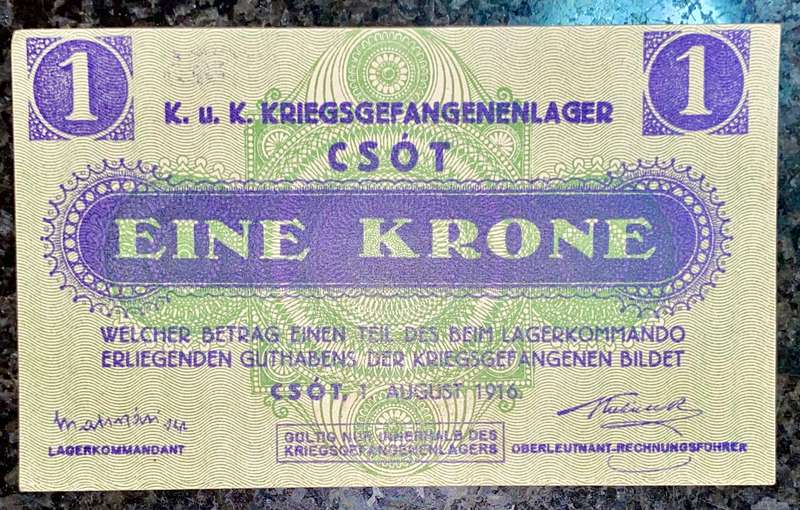 1 1
K. u. K. KRIEGSGEFANGENENLAGER
CSÓT
EINE KRONE
WELCHER BETRAG EINEN TEIL DES BEIM LAGERKOMMANDO
ERLIEGENDEN GUTHABENS DER KRIEGSGEFANGENEN BILDET
CSÓT, 1. AUGUST 1916.
LAGERKOMMANDANT
GÜLTIG NUR INNERHALB DES
KRIEGSGEFANGENENLAGERS
OBERLEUTNANT-RECHNUNGSFÜHRER